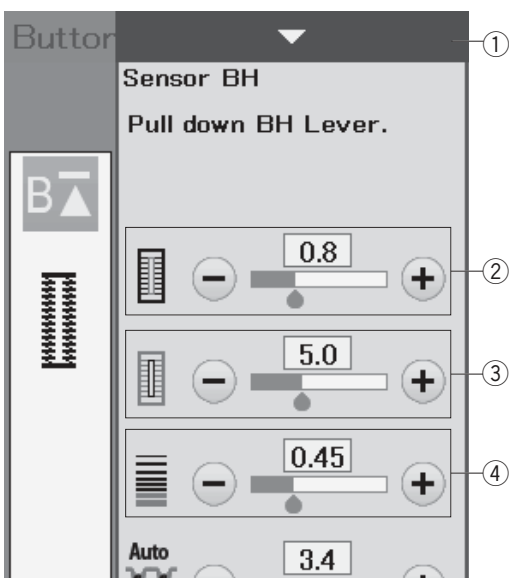 Button
①
Sensor BH
Pull down BH Lever.
B
0.8
− + ②
5.0
− + ③
0.45
− + ④
Auto
3.4